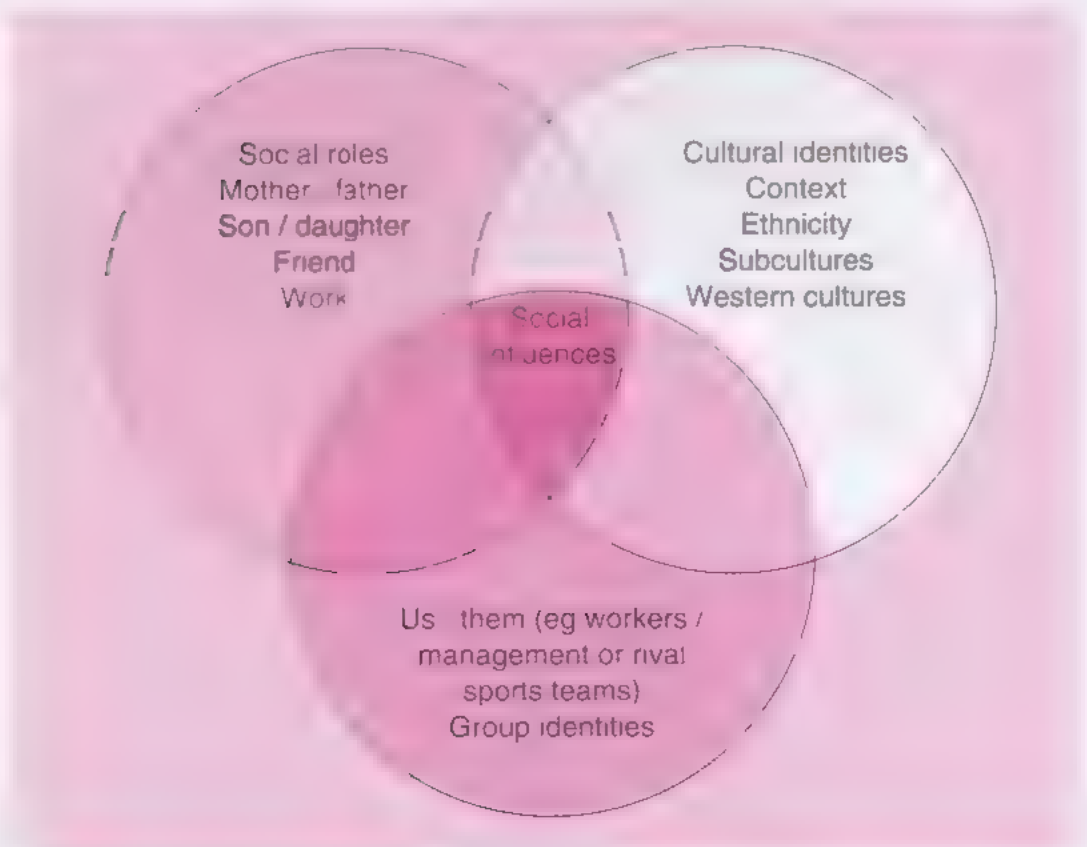 Social roles
Mother father
Son / daughter
Friend
Work
Cultural identities
Context
Ethnicity
Subcultures
Western cultures
Social
influences
Us them (eg workers /
management or rival
sports teams)
Group identities